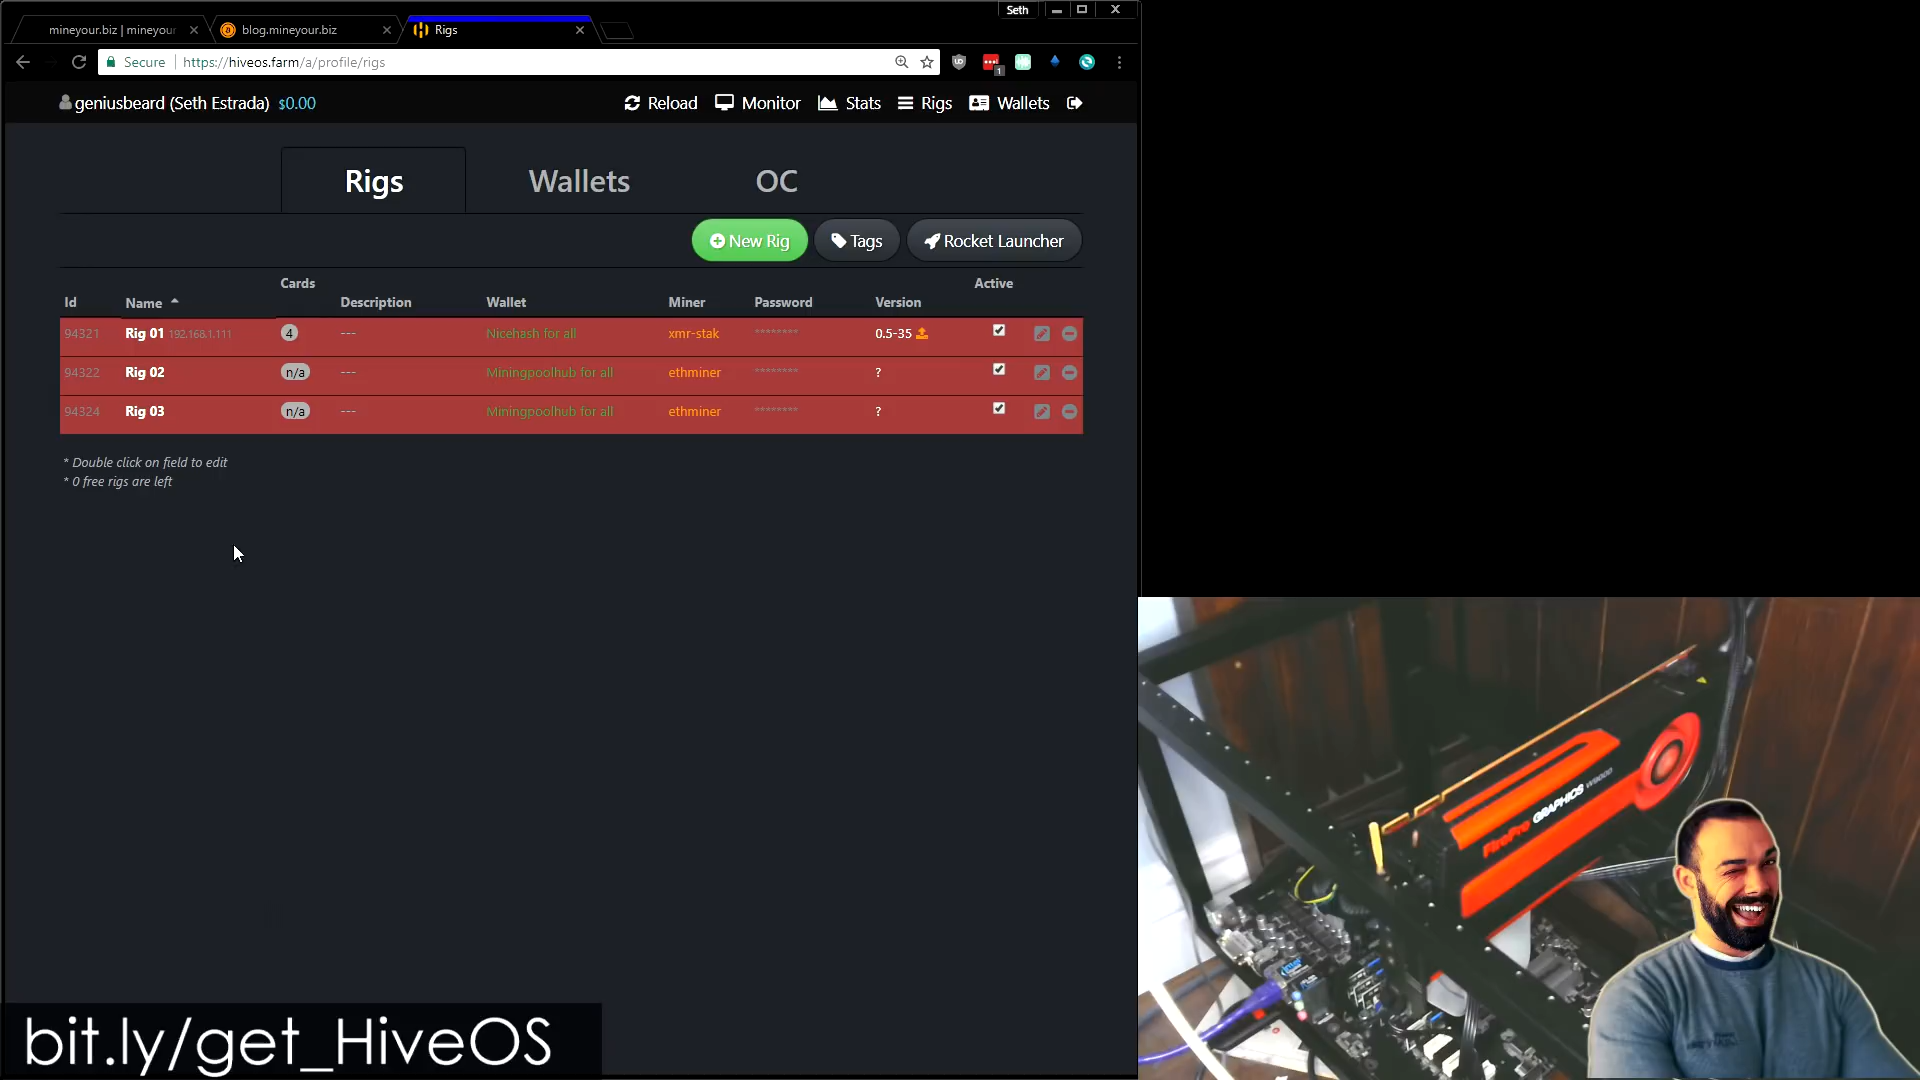 Seth
mineyour.biz | mineyour
blog.mineyour.biz
Rigs
Secure
https://hiveos.farm/a/profile/rigs
1
geniusbeard (Seth Estrada) $0.00
Reload
Monitor
Stats
Rigs
Wallets
Rigs
Wallets
OC
New Rig
Tags
Rocket Launcher
Id Name Cards Description Wallet Miner Password Version Active
94321 Rig 01 192.168.1.111 4 --- Nicehash for all xmr-stak ******** 0.5-35
94322 Rig 02 n/a --- Miningpoolhub for all ethminer ******** ?
94324 Rig 03 n/a --- Miningpoolhub for all ethminer ******** ?
* Double click on field to edit
* 0 free rigs are left
FirePro GRAPHICS W9000
bit.ly/get_HiveOS